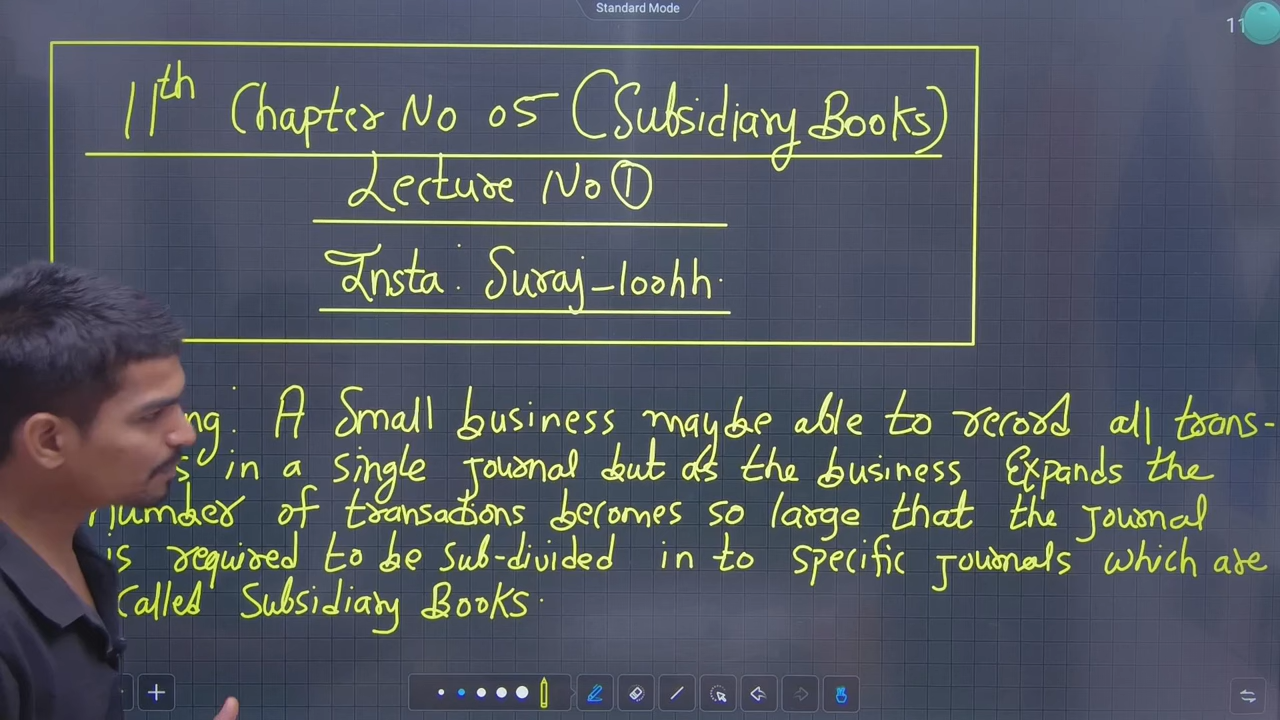 Standard Mode
11
11th Chapter No 05 (Subsidiary Books)
Lecture No 1
Insta: Suraj-100hh.
A Small business maybe able to record all trans-
in a single journal but as the business Expands the
number of transactions becomes so large that the journal
is required to be sub-divided in to specific journals which are
Called Subsidiary Books.